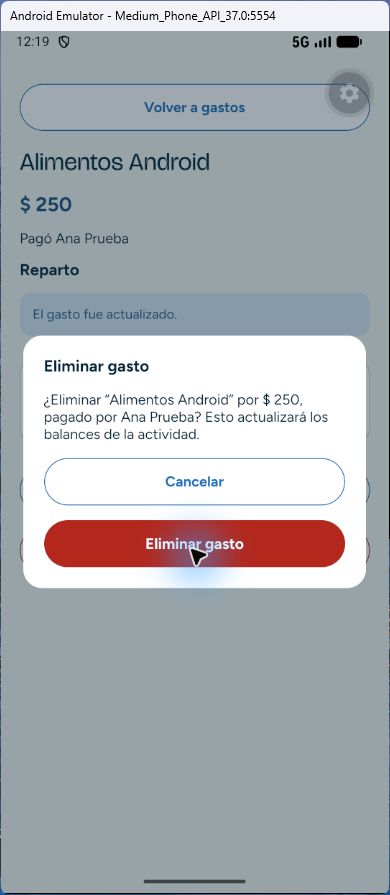 Android Emulator - Medium_Phone_API_37.0:5554
12:19
5G
Volver a gastos
Alimentos Android
$ 250
Pagó Ana Prueba
Reparto
El gasto fue actualizado.
Eliminar gasto
¿Eliminar “Alimentos Android” por $ 250,
pagado por Ana Prueba? Esto actualizará los
balances de la actividad.
Cancelar
Eliminar gasto